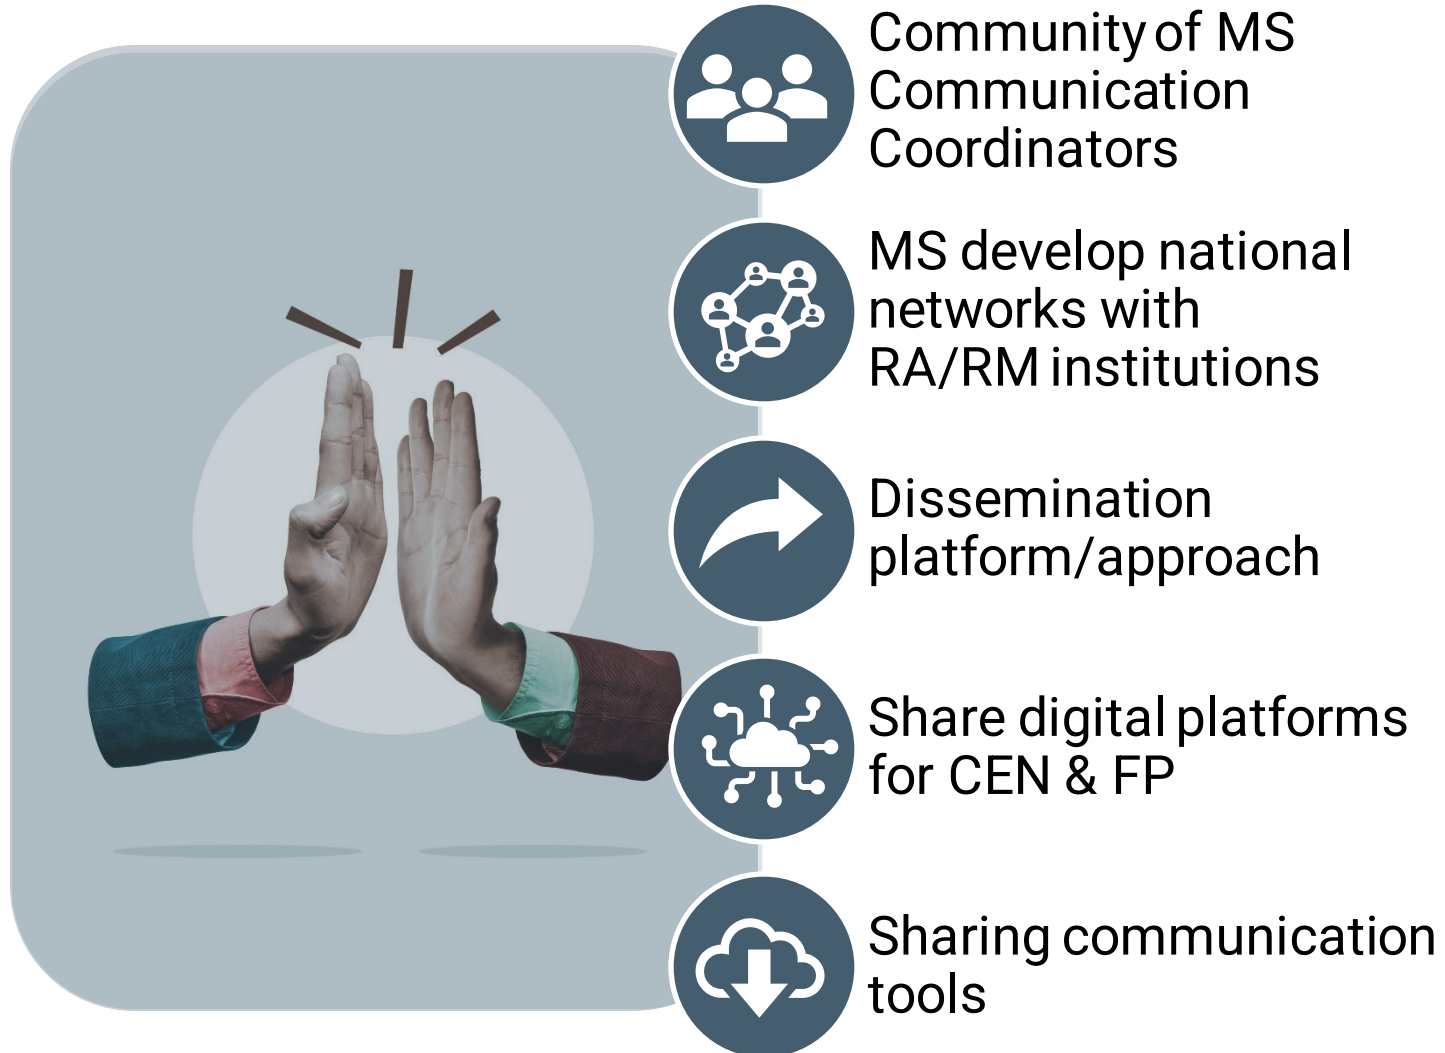 Community of MS
Communication
Coordinators
MS develop national
networks with
RA/RM institutions
Dissemination
platform/approach
Share digital platforms
for CEN & FP
Sharing communication
tools